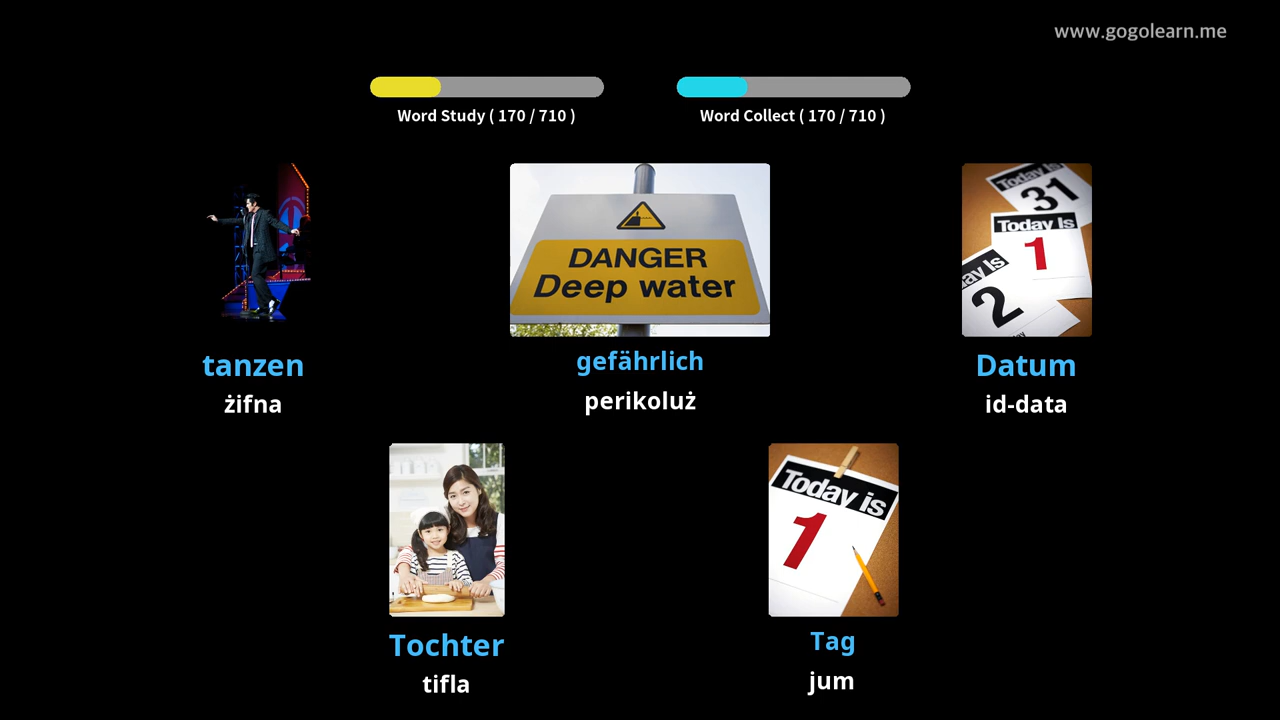 www.gogolearn.me
Word Study ( 170 / 710 )
Word Collect ( 170 / 710 )
Today Is
31
Today Is
1
ay Is
2
DANGER
Deep water
tanzen
gefährlich
Datum
żifna
perikoluż
id-data
Today is
1
Tochter
Tag
tifla
jum